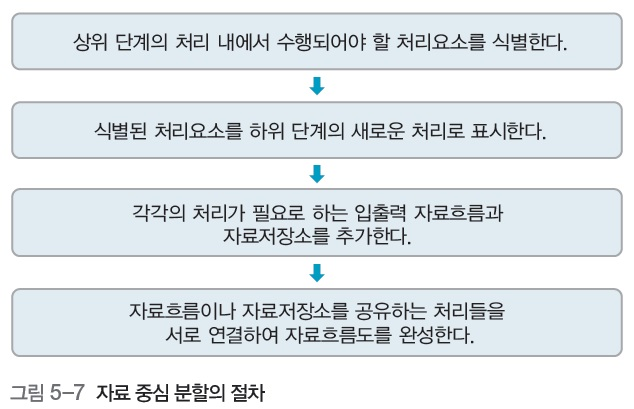 상위 단계의 처리 내에서 수행되어야 할 처리요소를 식별한다.
식별된 처리요소를 하위 단계의 새로운 처리로 표시한다.
각각의 처리가 필요로 하는 입출력 자료흐름과
자료저장소를 추가한다.
자료흐름이나 자료저장소를 공유하는 처리들을
서로 연결하여 자료흐름도를 완성한다.
그림 5-7 자료 중심 분할의 절차